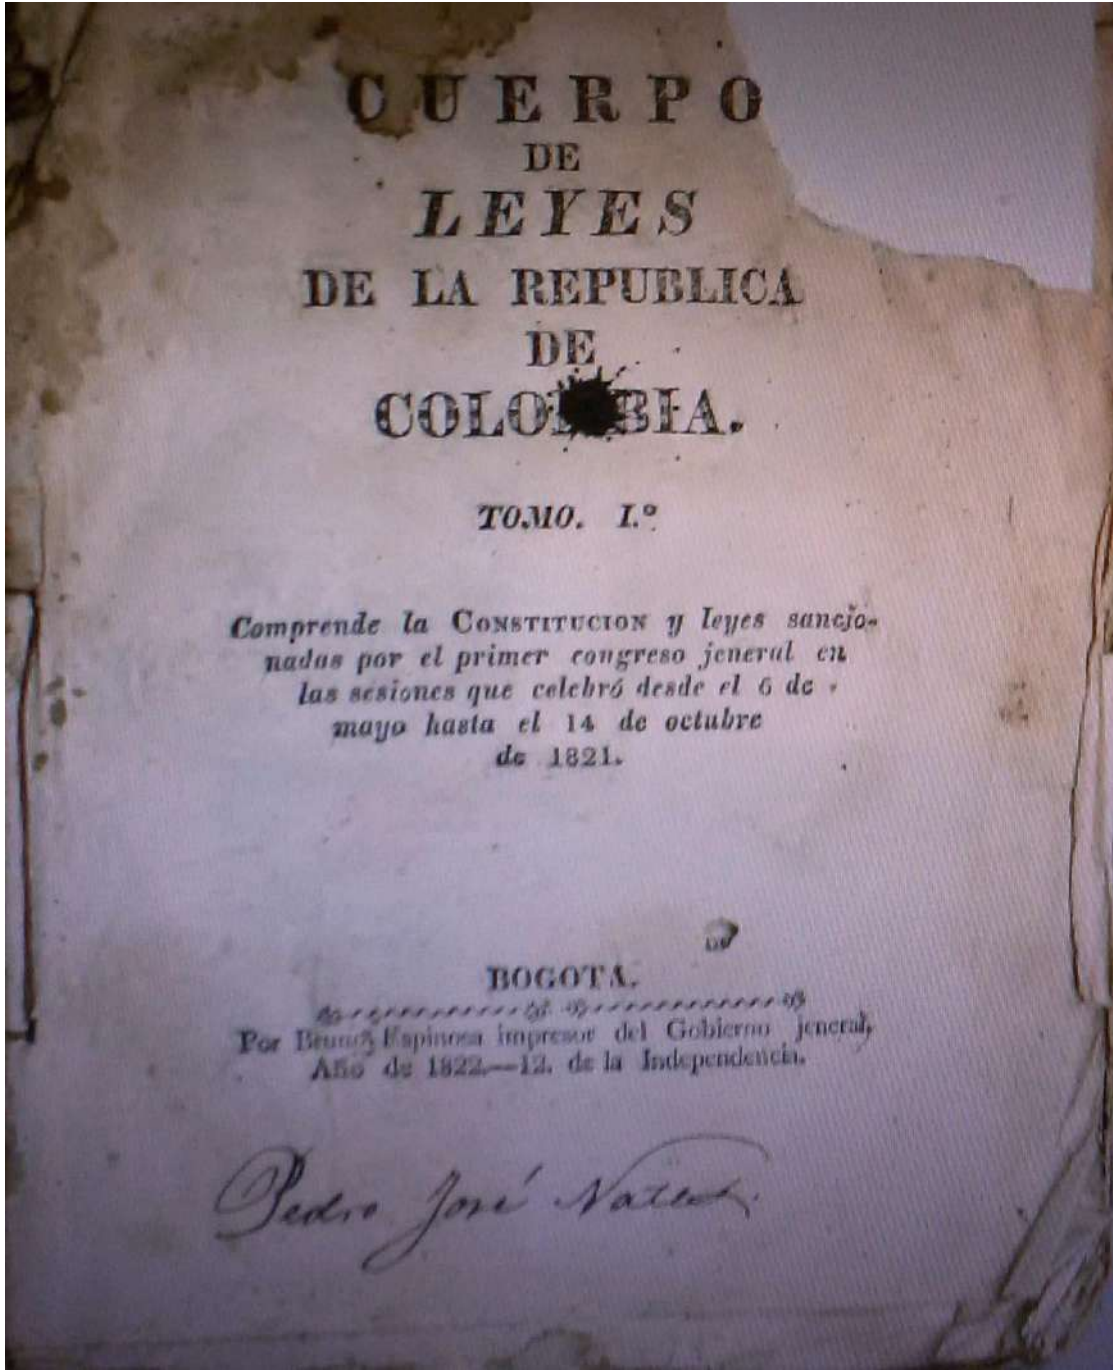 CUERPO
DE
LEYES
DE LA REPUBLICA
DE
COLOMBIA.
TOMO. I.º
Comprende la CONSTITUCION y leyes sancjo-
nadas por el primer congreso jeneral en
las sesiones que celebró desde el 6 de
mayo hasta el 14 de octubre
de 1821.
BOGOTA.
Por Bruno Espinosa impresor del Gobierno jeneral,
Año de 1822.—12. de la Independencia.
Pedro José